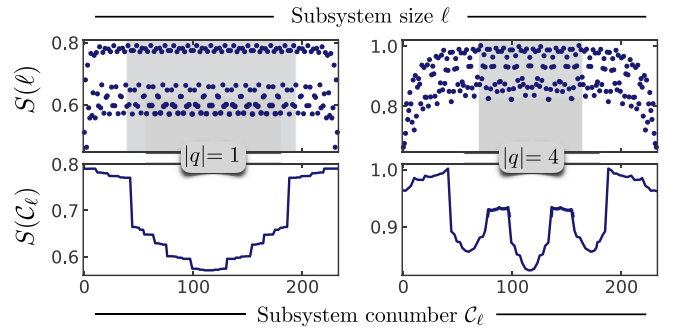 Subsystem size ℓ
S(ℓ)
0.8
0.6
1.0
0.8
|q|= 1
|q|= 4
S(𝒞ℓ)
0.8
0.7
0.6
1.0
0.9
0 100 200
0 100 200
Subsystem conumber 𝒞ℓ